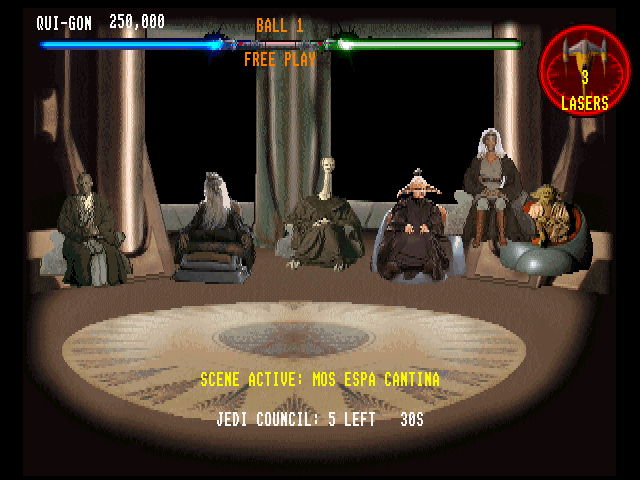 QUI-GON 250,000
BALL 1
FREE PLAY
3
LASERS
SCENE ACTIVE: MOS ESPA CANTINA
JEDI COUNCIL: 5 LEFT 30S